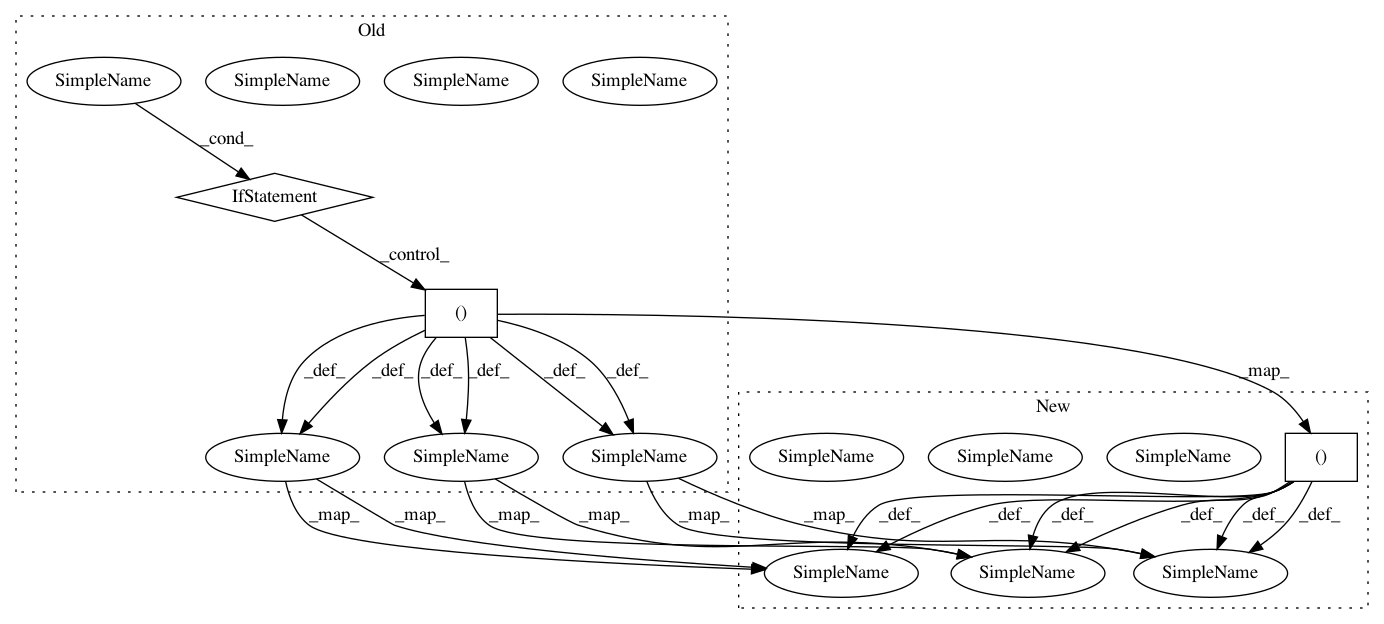 Old
SimpleName SimpleName SimpleName SimpleName
_cond_
IfStatement
_control_
()
_def_ _def_ _def_ _def_ _def_ _def_ _map_
New
SimpleName SimpleName SimpleName SimpleName SimpleName SimpleName ()
_map_ _map_ _map_ _map_ _map_ _map_ _def_ _def_ _def_ _def_ _def_ _def_
SimpleName SimpleName SimpleName